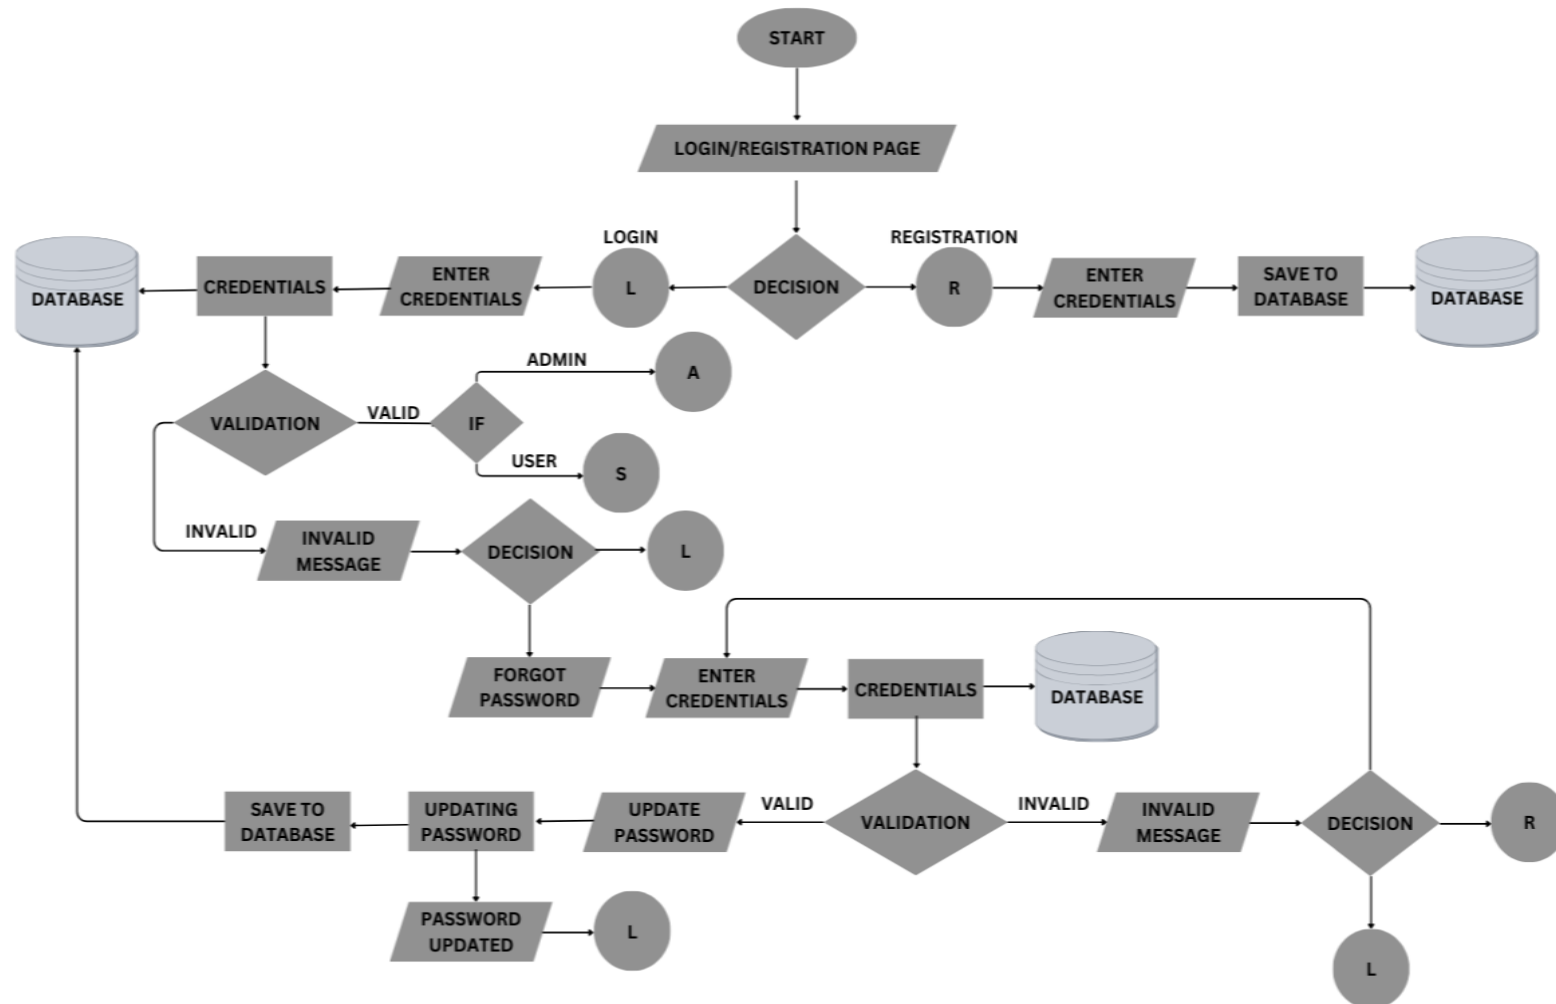 START
LOGIN/REGISTRATION PAGE
LOGIN
REGISTRATION
DATABASE
CREDENTIALS
ENTER
CREDENTIALS
L
DECISION
R
ENTER
CREDENTIALS
SAVE TO
DATABASE
DATABASE
ADMIN
A
VALIDATION
VALID
IF
USER
S
INVALID
INVALID
MESSAGE
DECISION
L
FORGOT
PASSWORD
ENTER
CREDENTIALS
CREDENTIALS
DATABASE
SAVE TO
DATABASE
UPDATING
PASSWORD
UPDATE
PASSWORD
VALID
VALIDATION
INVALID
INVALID
MESSAGE
DECISION
R
PASSWORD
UPDATED
L
L